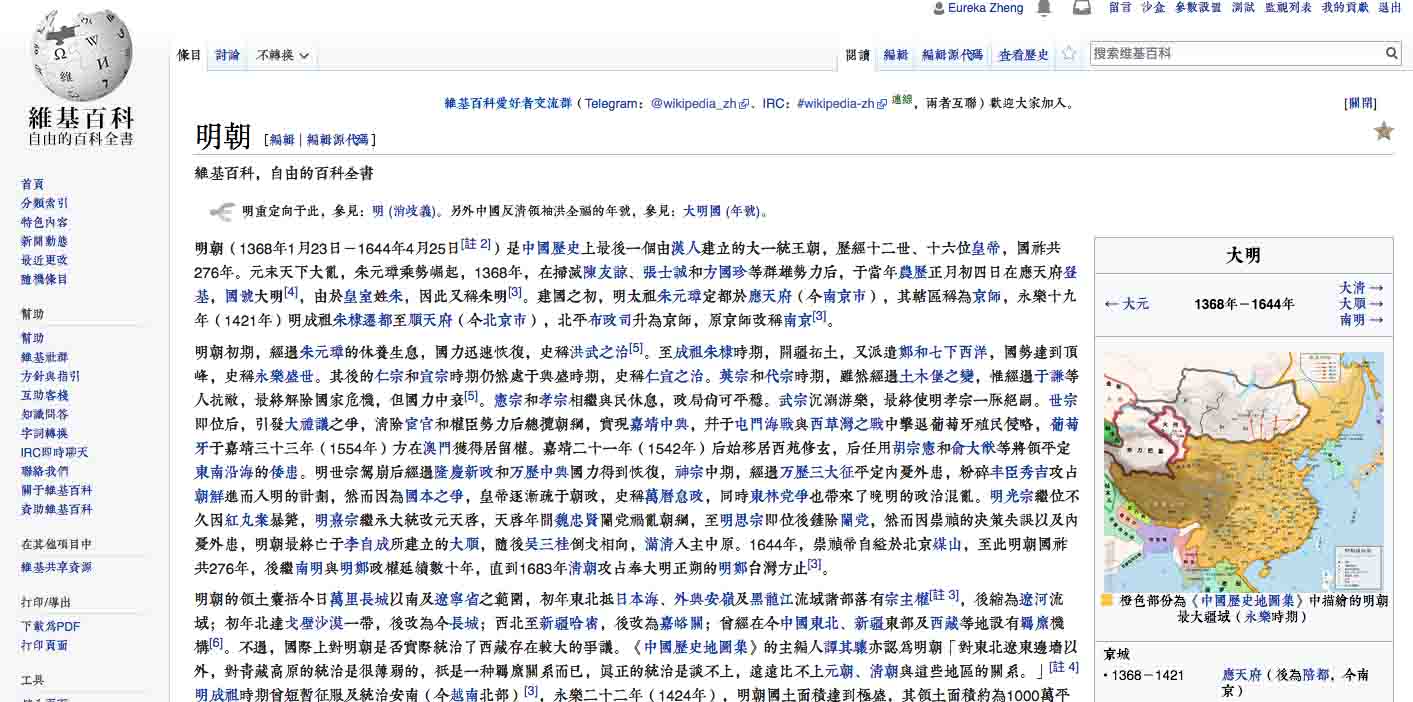 Eureka Zheng 留言 沙盒 參數設置 測試 監視列表 我的貢獻 退出
條目 討論 不轉換 閱讀 編輯 編輯源代碼 查看歷史 搜索维基百科
維基百科
自由的百科全書
維基百科愛好者交流群（Telegram：@wikipedia_zh、IRC：#wikipedia-zh 連線，兩者互聯）歡迎大家加入。 [關閉]
明朝 [編輯 | 編輯源代碼]
維基百科，自由的百科全書
明重定向于此，參見：明 (消歧義)。另外中國反清領袖洪全福的年號，參見：大明國 (年號)。
首頁
分類索引
特色內容
新聞動態
最近更改
隨機條目
幫助
幫助
維基社群
方針與指引
互助客棧
知識問答
字詞轉換
IRC即時聊天
聯絡我們
關于維基百科
資助維基百科
在其他項目中
維基共享資源
打印/導出
下載為PDF
打印頁面
工具
明朝（1368年1月23日－1644年4月25日[註 2]）是中國歷史上最後一個由漢人建立的大一統王朝，歷經十二世、十六位皇帝，國祚共
276年。元末天下大亂，朱元璋乘勢崛起，1368年，在掃滅陳友諒、張士誠和方國珍等群雄勢力后，于當年農曆正月初四日在應天府登
基，國號大明[4]，由於皇室姓朱，因此又稱朱明[3]。建國之初，明太祖朱元璋定都於應天府（今南京市），其轄區稱為京師，永樂十九
年（1421年）明成祖朱棣遷都至順天府（今北京市），北平布政司升為京師，原京師改稱南京[3]。
明朝初期，經過朱元璋的休養生息，國力迅速恢復，史稱洪武之治[5]。至成祖朱棣時期，開疆拓土，又派遣鄭和七下西洋，國勢達到頂
峰，史稱永樂盛世。其後的仁宗和宣宗時期仍然處于興盛時期，史稱仁宣之治。英宗和代宗時期，雖然經過土木堡之變，惟經過于謙等
人抗敵，最終解除國家危機，但國力中衰[5]。憲宗和孝宗相繼與民休息，政局尚可平穩。武宗沉湎游樂，最終使明孝宗一脈絕嗣。世宗
即位后，引發大禮議之爭，清除宦官和權臣勢力后總攬朝綱，實現嘉靖中興，并于屯門海戰與西草灣之戰中擊退葡萄牙殖民侵略，葡萄
牙于嘉靖三十三年（1554年）方在澳門獲得居留權。嘉靖二十一年（1542年）后始移居西苑修玄，后任用胡宗憲和俞大猷等將領平定
東南沿海的倭患。明世宗駕崩后經過隆慶新政和万歷中興國力得到恢復，神宗中期，經過万歷三大征平定內憂外患，粉碎丰臣秀吉攻占
朝鮮進而入明的計劃，然而因為國本之爭，皇帝逐漸疏于朝政，史稱萬曆怠政，同時東林党爭也帶來了晚明的政治混亂。明光宗繼位不
久因紅丸案暴斃，明熹宗繼承大統改元天啓，天啓年間魏忠賢閹党禍亂朝綱，至明思宗即位後鏟除閹党，然而因崇禎的決策失誤以及內
憂外患，明朝最終亡于李自成所建立的大順，隨後吳三桂倒戈相向，滿清入主中原。1644年，崇禎帝自縊於北京煤山，至此明朝國祚
共276年，後繼南明與明鄭政權延續數十年，直到1683年清朝攻占奉大明正朔的明鄭台灣方止[3]。
明朝的領土囊括今日萬里長城以南及遼寧省之範圍，初年東北抵日本海、外興安嶺及黑龍江流域諸部落有宗主權[註 3]，後縮為遼河流
域；初年北達戈壁沙漠一帶，後改為今長城；西北至新疆哈密，後改為嘉峪關；曾經在今中國東北、新疆東部及西藏等地設有羈縻機
構[6]。不過，國際上對明朝是否實際統治了西藏存在較大的爭議。《中國歷史地圖集》的主編人譚其驤亦認為明朝「對東北遼東邊墻以
外，對青藏高原的統治是很薄弱的，祇是一种羈縻關系而已，真正的統治是談不上，遠遠比不上元朝、清朝與這些地區的關系。」[註 4]
明成祖時期曾短暫征服及統治安南（今越南北部）[3]，永樂二十二年（1424年），明朝國土面積達到極盛，其領土面積約為1000萬平
大明
←大元 1368年－1644年 大清→
大順→
南明→
橙色部份為《中國歷史地圖集》中描繪的明朝
最大疆域（永樂時期）
京城
• 1368－1421 應天府（後為陪都，今南
京）